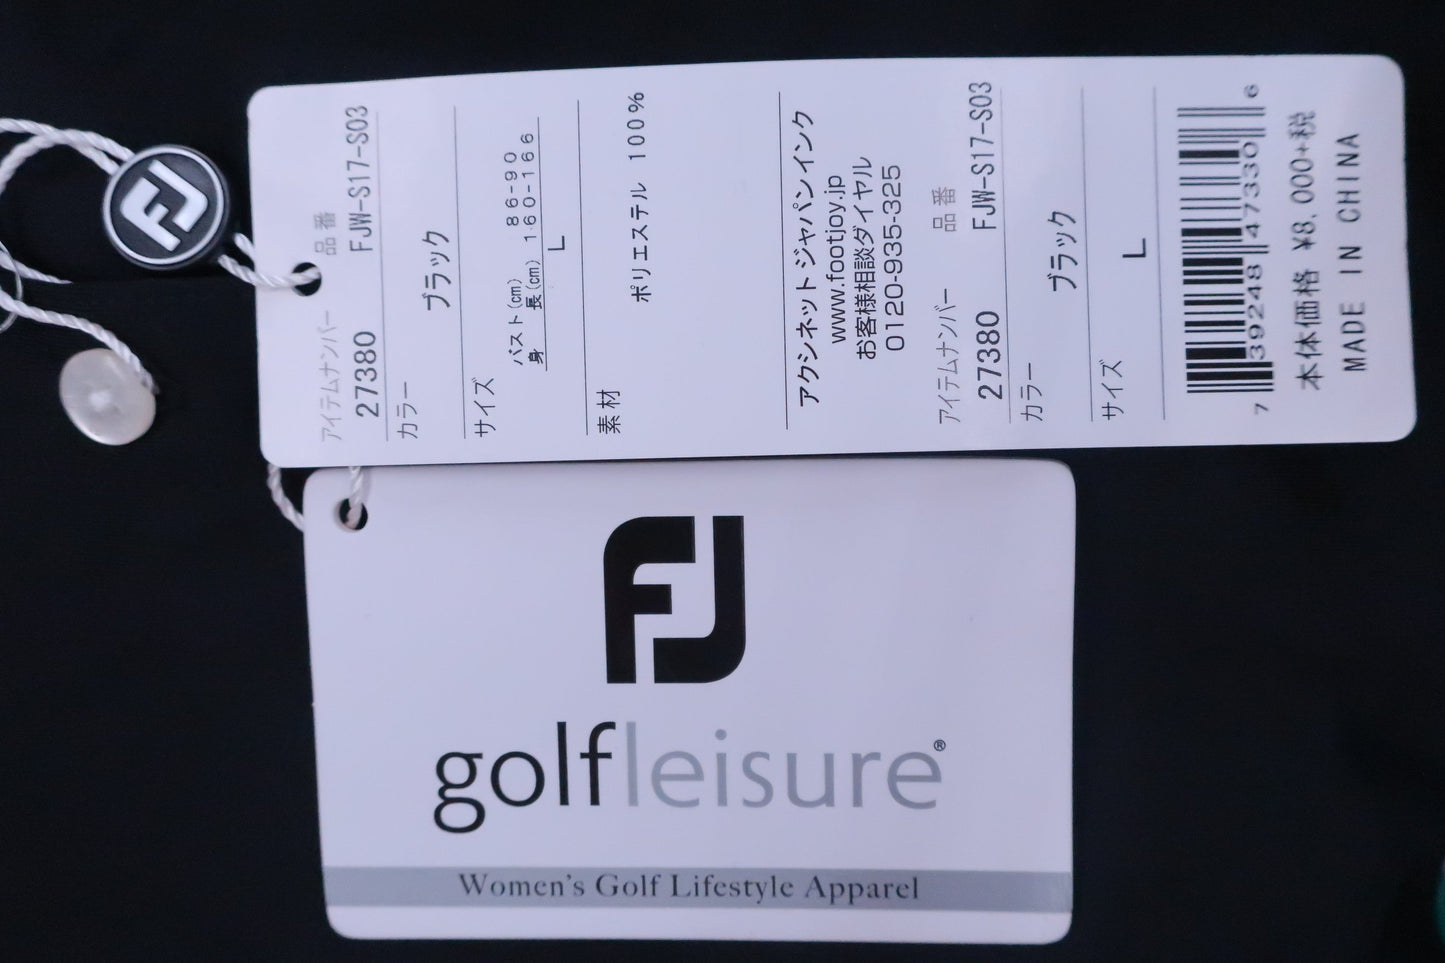 アイテムナンバー 品番
27380 FJW-S17-S03
カラー
ブラック
サイズ
バスト(cm) 86-90
身 長(cm) 160-166
L
素材
ポリエステル 100%
アクシネット ジャパン インク
www.footjoy.jp
お客様相談ダイヤル
0120-935-325
アイテムナンバー 品番
27380 FJW-S17-S03
カラー
ブラック
サイズ
L
7 39248 47330 6
本体価格 ¥8,000+税
MADE IN CHINA
FJ
FJ
golfleisure®
Women's Golf Lifestyle Apparel